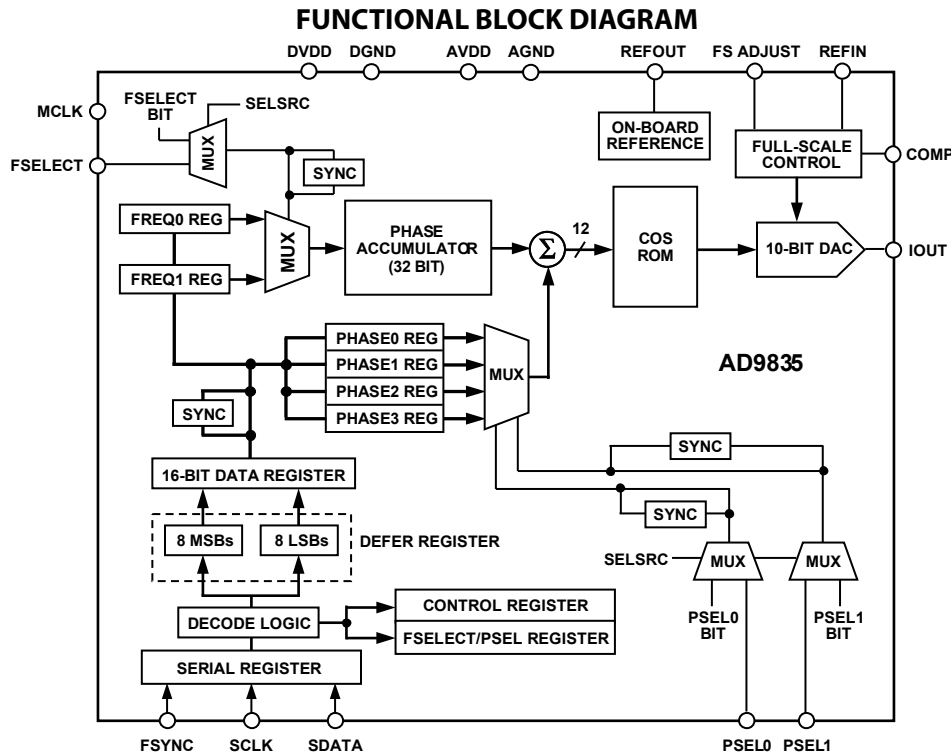 FUNCTIONAL BLOCK DIAGRAM
DVDD
DGND
AVDD
AGND
REFOUT
FS ADJUST
REFIN
MCLK
FSELECT
BIT
SELSRC
MUX
FSELECT
SYNC
ON-BOARD
REFERENCE
FULL-SCALE
CONTROL
COMP
FREQ0 REG
FREQ1 REG
MUX
PHASE
ACCUMULATOR
(32 BIT)
Σ
12
COS
ROM
10-BIT DAC
IOUT
PHASE0 REG
PHASE1 REG
PHASE2 REG
PHASE3 REG
MUX
AD9835
SYNC
SYNC
16-BIT DATA REGISTER
SYNC
8 MSBs
8 LSBs
DEFER REGISTER
SELSRC
MUX
MUX
DECODE LOGIC
CONTROL REGISTER
FSELECT/PSEL REGISTER
PSEL0
BIT
PSEL1
BIT
SERIAL REGISTER
FSYNC
SCLK
SDATA
PSEL0
PSEL1